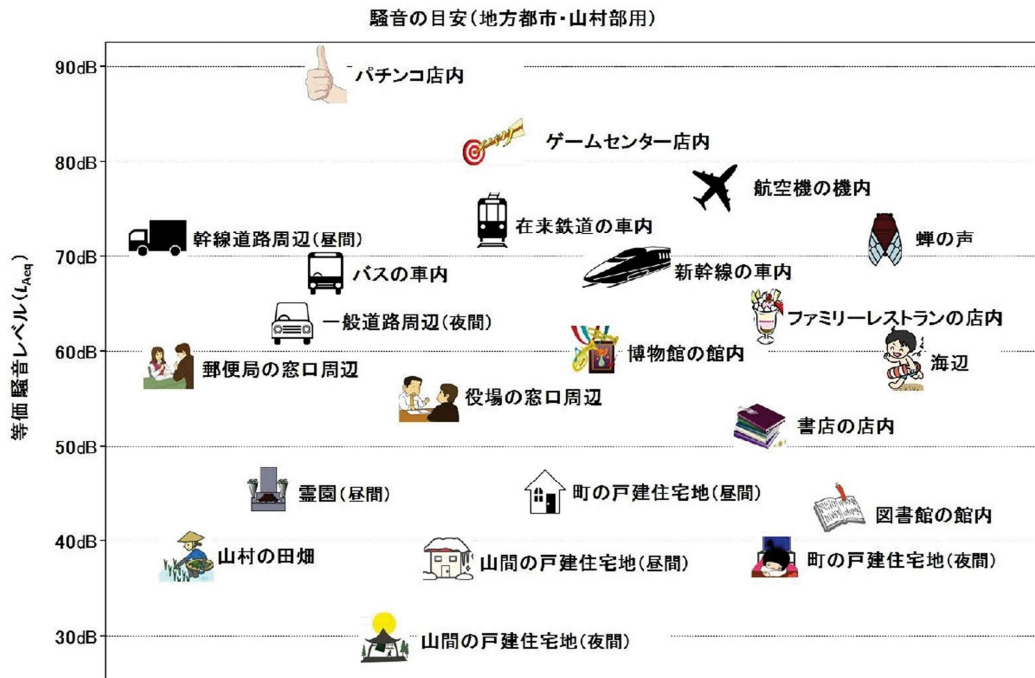 騒音の目安(地方都市・山村部用)
等価騒音レベル(LAeq)
90dB
パチンコ店内
ゲームセンター店内
80dB
航空機の機内
在来鉄道の車内
幹線道路周辺(昼間)
蝉の声
70dB
バスの車内
新幹線の車内
一般道路周辺(夜間)
ファミリーレストランの店内
60dB
郵便局の窓口周辺
博物館の館内
海辺
役場の窓口周辺
書店の店内
50dB
霊園(昼間)
町の戸建住宅地(昼間)
図書館の館内
40dB
山村の田畑
山間の戸建住宅地(昼間)
町の戸建住宅地(夜間)
30dB
山間の戸建住宅地(夜間)